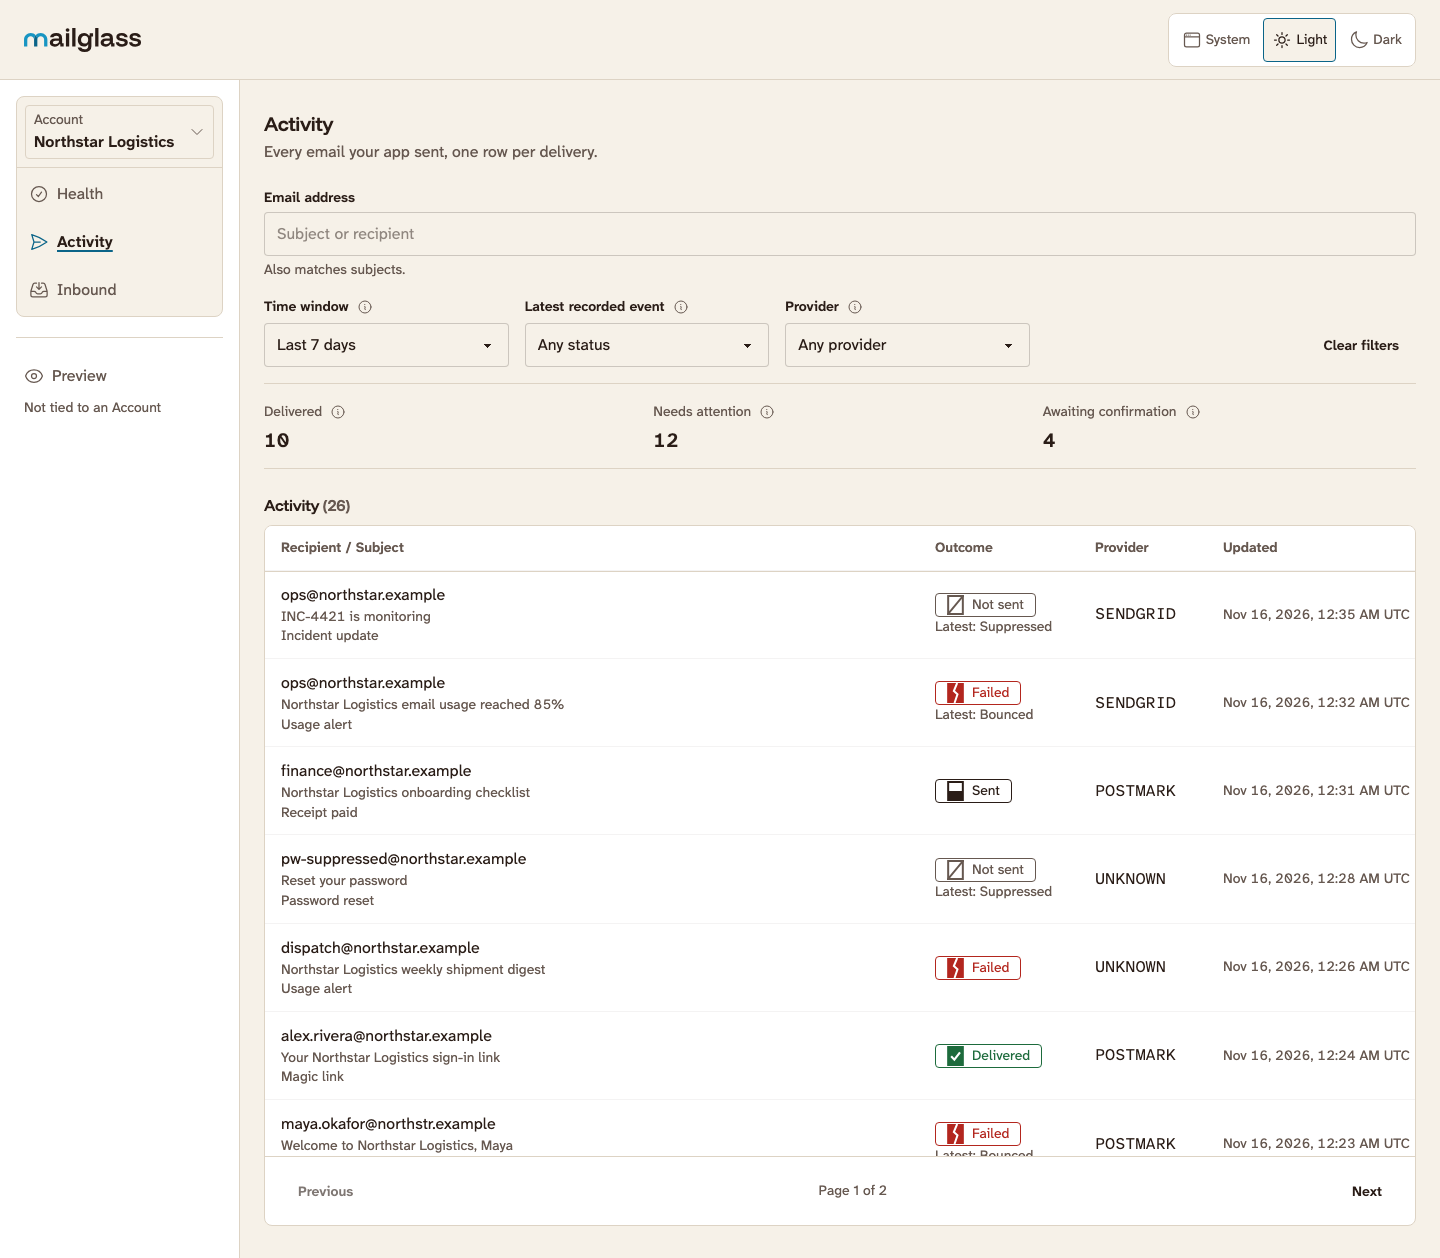 mailglass
System
Light
Dark
Account
Northstar Logistics
Health
Activity
Inbound
Preview
Not tied to an Account
Activity
Every email your app sent, one row per delivery.
Email address
Subject or recipient
Also matches subjects.
Time window
Latest recorded event
Provider
Last 7 days
Any status
Any provider
Clear filters
Delivered
Needs attention
Awaiting confirmation
10
12
4
Activity (26)
Recipient / Subject
Outcome
Provider
Updated
ops@northstar.example
INC-4421 is monitoring
Incident update
Not sent
Latest: Suppressed
SENDGRID
Nov 16, 2026, 12:35 AM UTC
ops@northstar.example
Northstar Logistics email usage reached 85%
Usage alert
Failed
Latest: Bounced
SENDGRID
Nov 16, 2026, 12:32 AM UTC
finance@northstar.example
Northstar Logistics onboarding checklist
Receipt paid
Sent
POSTMARK
Nov 16, 2026, 12:31 AM UTC
pw-suppressed@northstar.example
Reset your password
Password reset
Not sent
Latest: Suppressed
UNKNOWN
Nov 16, 2026, 12:28 AM UTC
dispatch@northstar.example
Northstar Logistics weekly shipment digest
Usage alert
Failed
UNKNOWN
Nov 16, 2026, 12:26 AM UTC
alex.rivera@northstar.example
Your Northstar Logistics sign-in link
Magic link
Delivered
POSTMARK
Nov 16, 2026, 12:24 AM UTC
maya.okafor@northstr.example
Welcome to Northstar Logistics, Maya
Failed
Latest: Bounced
POSTMARK
Nov 16, 2026, 12:23 AM UTC
Previous
Page 1 of 2
Next